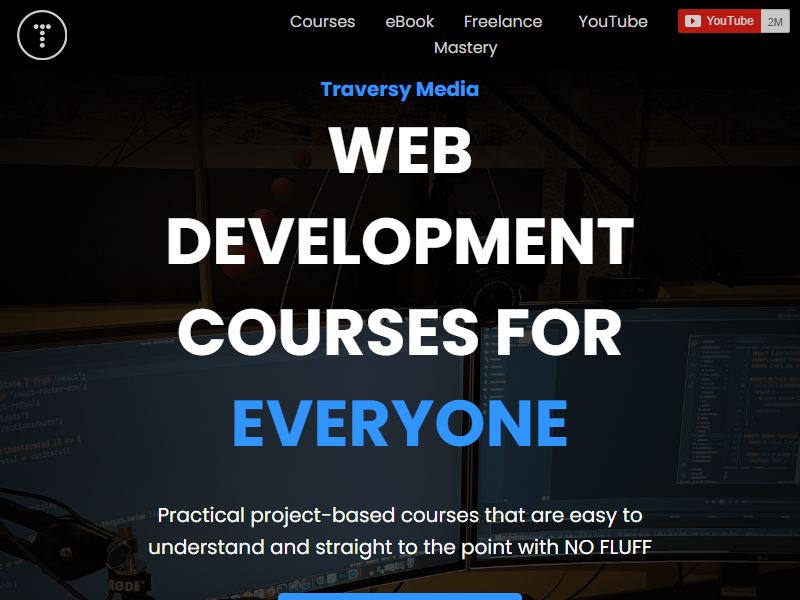 Courses eBook Freelance Mastery YouTube
YouTube 2M
Traversy Media
WEB
DEVELOPMENT
COURSES FOR
EVERYONE
Practical project-based courses that are easy to
understand and straight to the point with NO FLUFF
RØDE